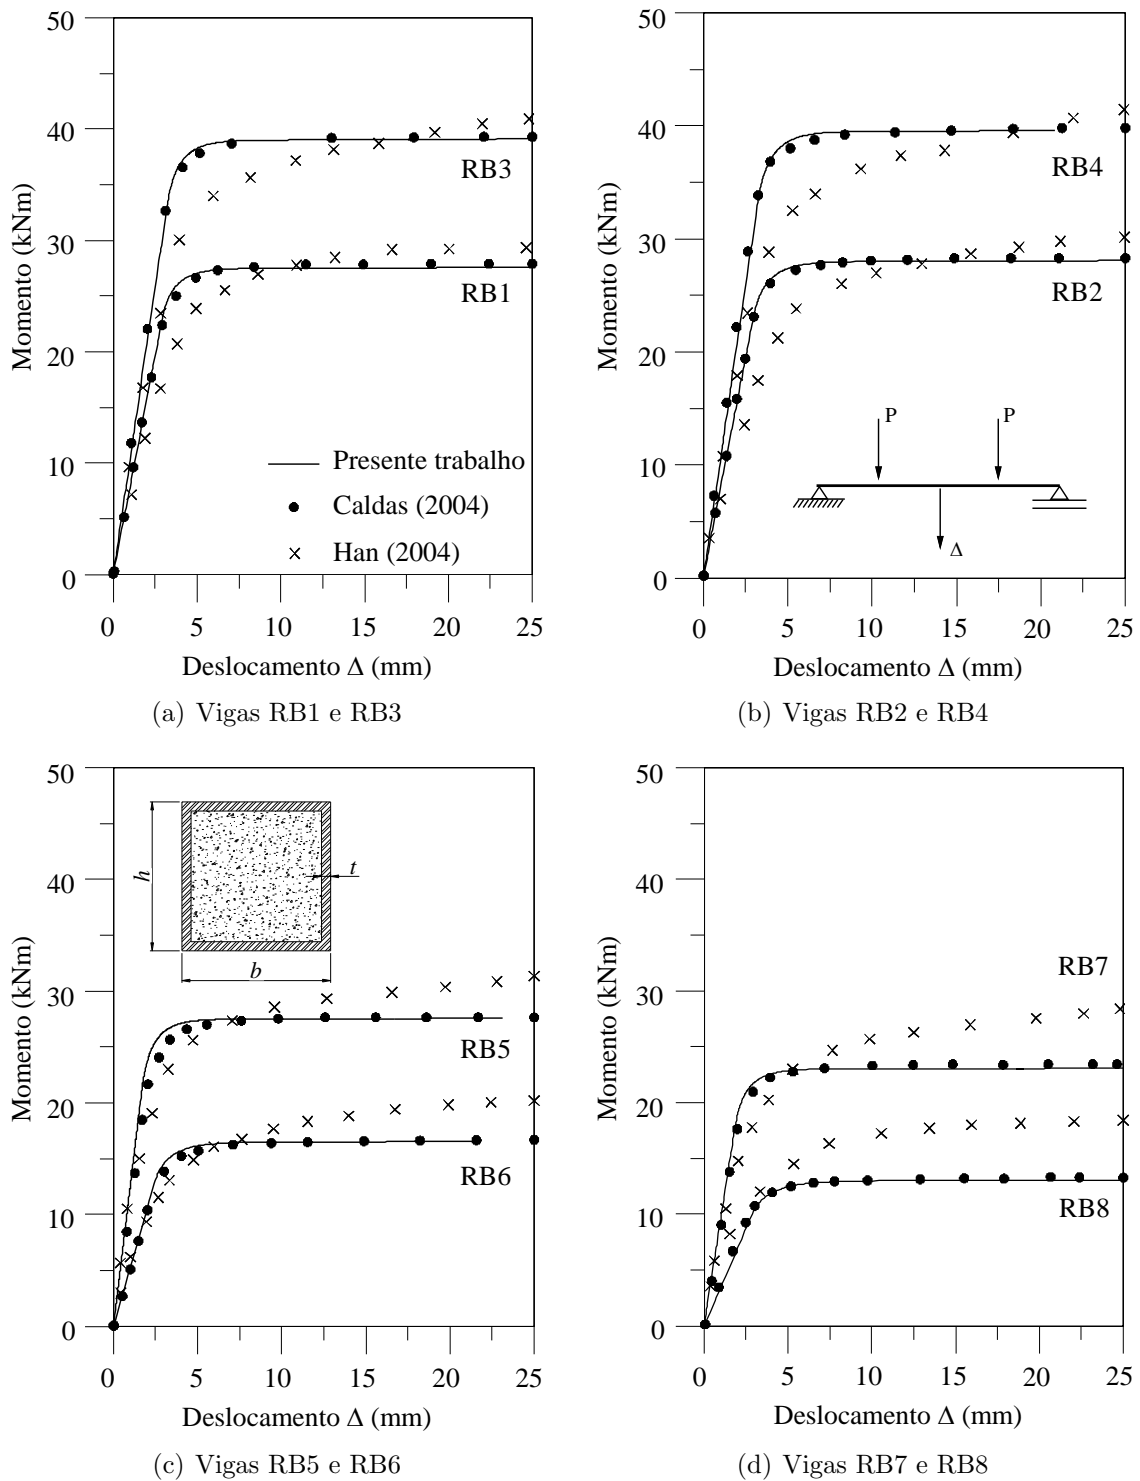 50
40
30
20
10
0
Momento (kNm)
RB3
RB1
Presente trabalho
Caldas (2004)
Han (2004)
0 5 10 15 20 25
Deslocamento Δ (mm)
(a) Vigas RB1 e RB3
50
40
30
20
10
0
Momento (kNm)
RB4
RB2
P P
Δ
0 5 10 15 20 25
Deslocamento Δ (mm)
(b) Vigas RB2 e RB4
50
40
30
20
10
0
Momento (kNm)
h
t
b
RB5
RB6
0 5 10 15 20 25
Deslocamento Δ (mm)
(c) Vigas RB5 e RB6
50
40
30
20
10
0
Momento (kNm)
RB7
RB8
0 5 10 15 20 25
Deslocamento Δ (mm)
(d) Vigas RB7 e RB8